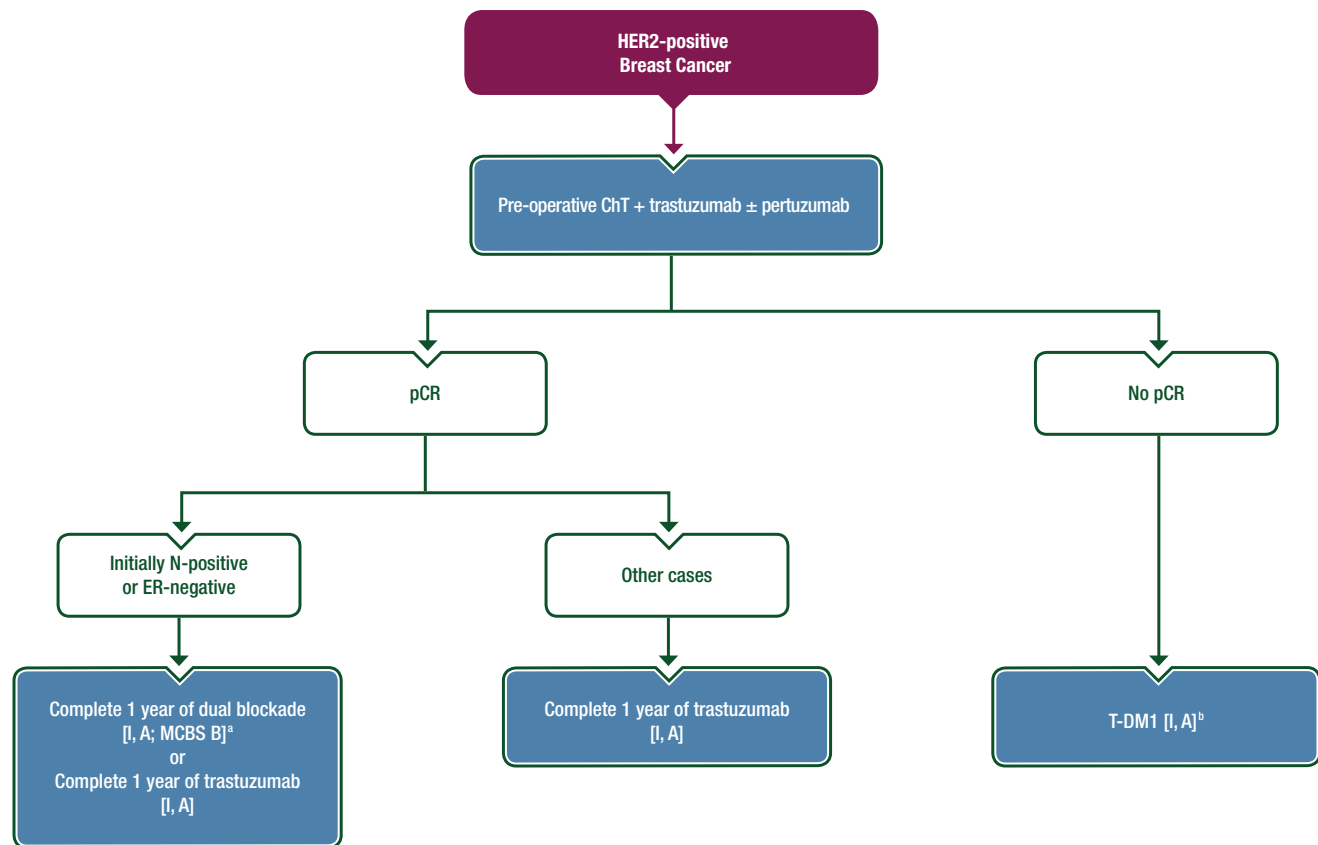 HER2-positive
Breast Cancer
Pre-operative ChT + trastuzumab ± pertuzumab
pCR
No pCR
Initially N-positive
or ER-negative
Other cases
Complete 1 year of dual blockade
[I, A; MCBS B]ᵃ
or
Complete 1 year of trastuzumab
[I, A]
Complete 1 year of trastuzumab
[I, A]
T-DM1 [I, A]ᵇ